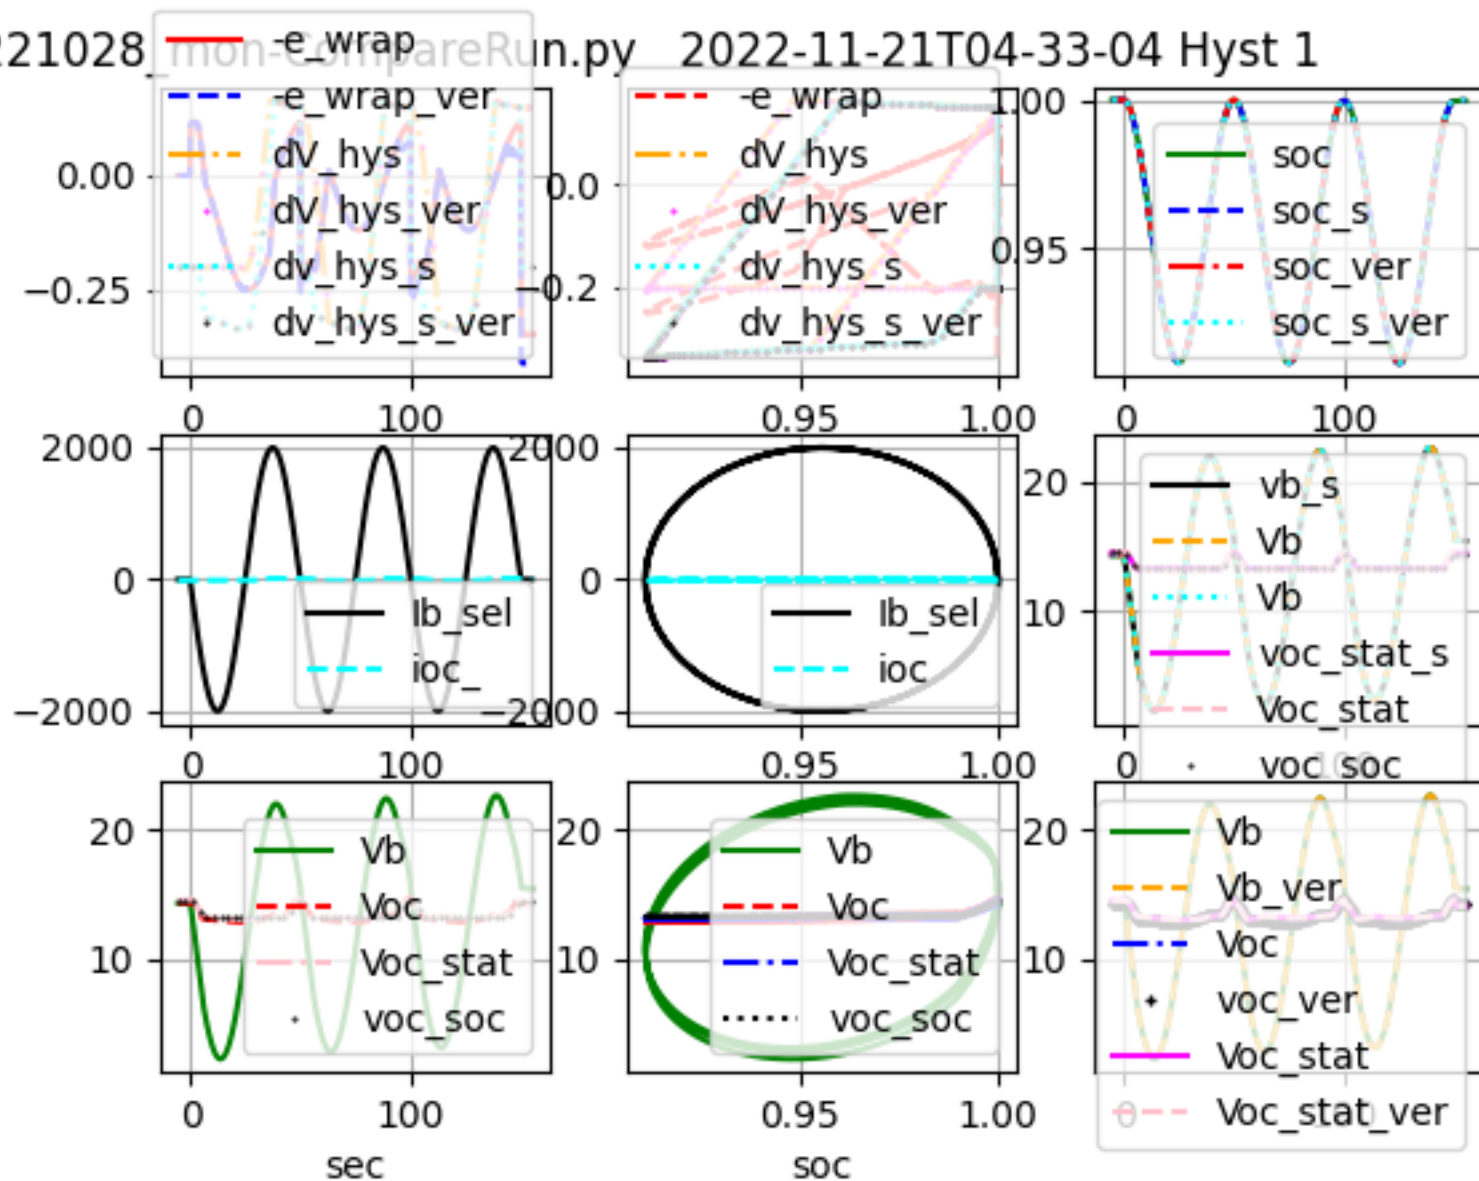 221028_mon-CompareRun.py 2022-11-21T04-33-04 Hyst 1
-e_wrap
-e_wrap_ver
dV_hys
dV_hys_ver
dv_hys_s
dv_hys_s_ver
0.00
−0.25
0
100
-e_wrap
dV_hys
dV_hys_ver
dv_hys_s
dv_hys_s_ver
0.0
−0.2
0.95
1.00
1.00
0.95
soc
soc_s
soc_ver
soc_s_ver
0
100
2000
0
−2000
Ib_sel
ioc_
0
100
2000
0
−2000
Ib_sel
ioc
0.95
1.00
20
10
vb_s
Vb
Vb
voc_stat_s
Voc_stat
voc_soc
0
100
20
10
Vb
Voc
Voc_stat
voc_soc
0
100
sec
20
10
Vb
Voc
Voc_stat
voc_soc
0.95
1.00
soc
20
10
Vb
Vb_ver
Voc
voc_ver
Voc_stat
Voc_stat_ver
0